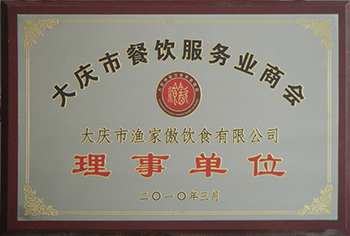 大庆市餐饮服务业商会
大庆市渔家傲饮食有限公司
理事单位
二〇一〇年三月